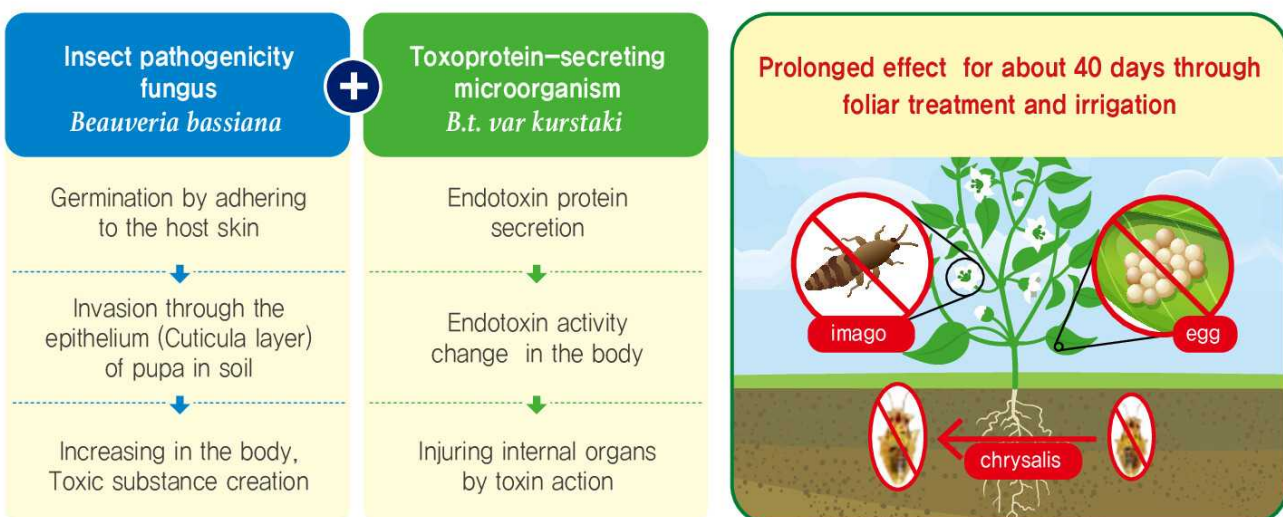 Insect pathogenicity
fungus
Beauveria bassiana
+
Toxoprotein-secreting
microorganism
B.t. var kurstaki
Germination by adhering
to the host skin
Invasion through the
epithelium (Cuticula layer)
of pupa in soil
Increasing in the body,
Toxic substance creation
Endotoxin protein
secretion
Endotoxin activity
change in the body
Injuring internal organs
by toxin action
Prolonged effect for about 40 days through
foliar treatment and irrigation
imago
egg
chrysalis